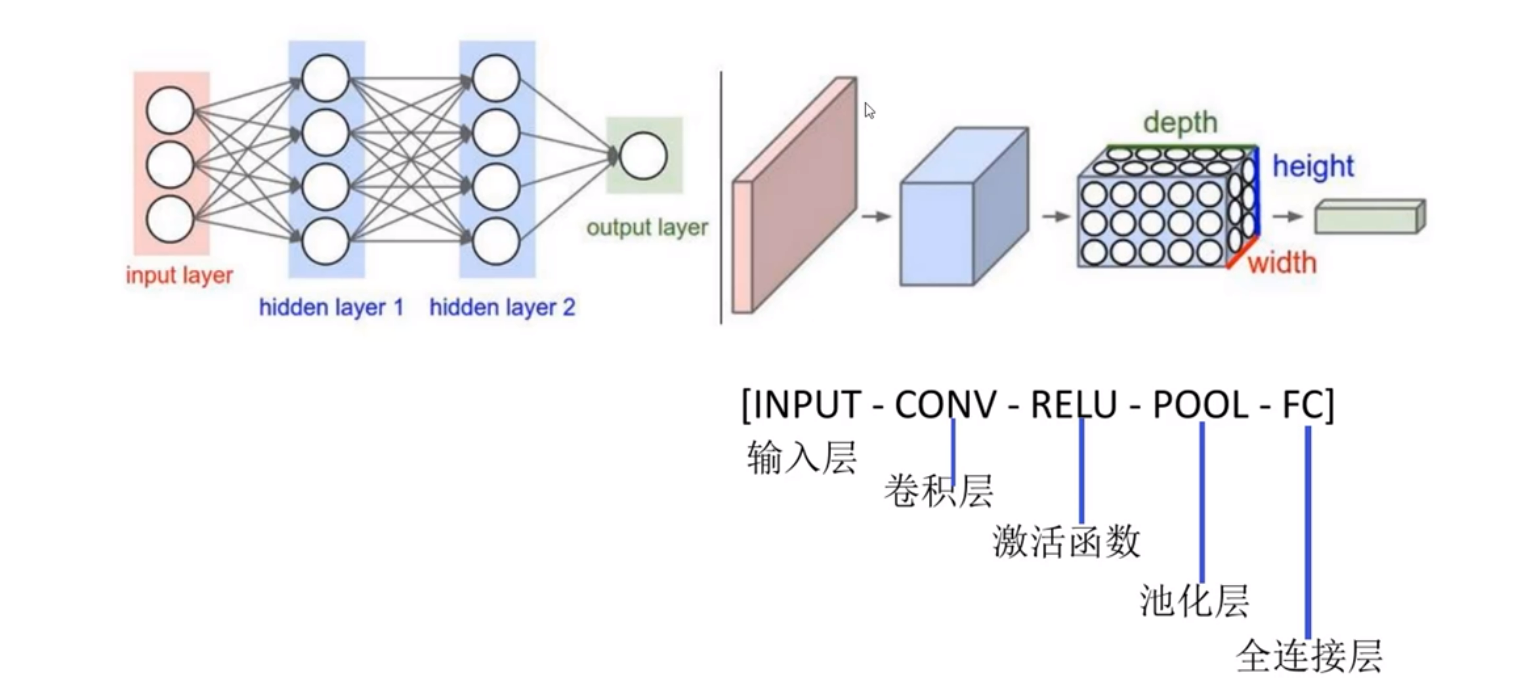 input layer
hidden layer 1
hidden layer 2
output layer
depth
height
width
[INPUT - CONV - RELU - POOL - FC]
输入层
卷积层
激活函数
池化层
全连接层